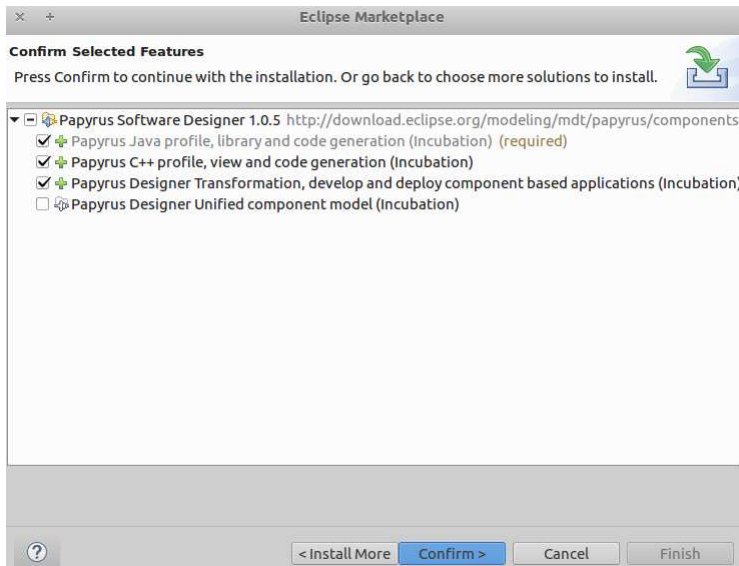 Eclipse Marketplace
Confirm Selected Features
Press Confirm to continue with the installation. Or go back to choose more solutions to install.
Papyrus Software Designer 1.0.5 http://download.eclipse.org/modeling/mdt/papyrus/components
Papyrus Java profile, library and code generation (Incubation) (required)
Papyrus C++ profile, view and code generation (Incubation)
Papyrus Designer Transformation, develop and deploy component based applications (Incubation)
Papyrus Designer Unified component model (Incubation)
? < Install More Confirm > Cancel Finish